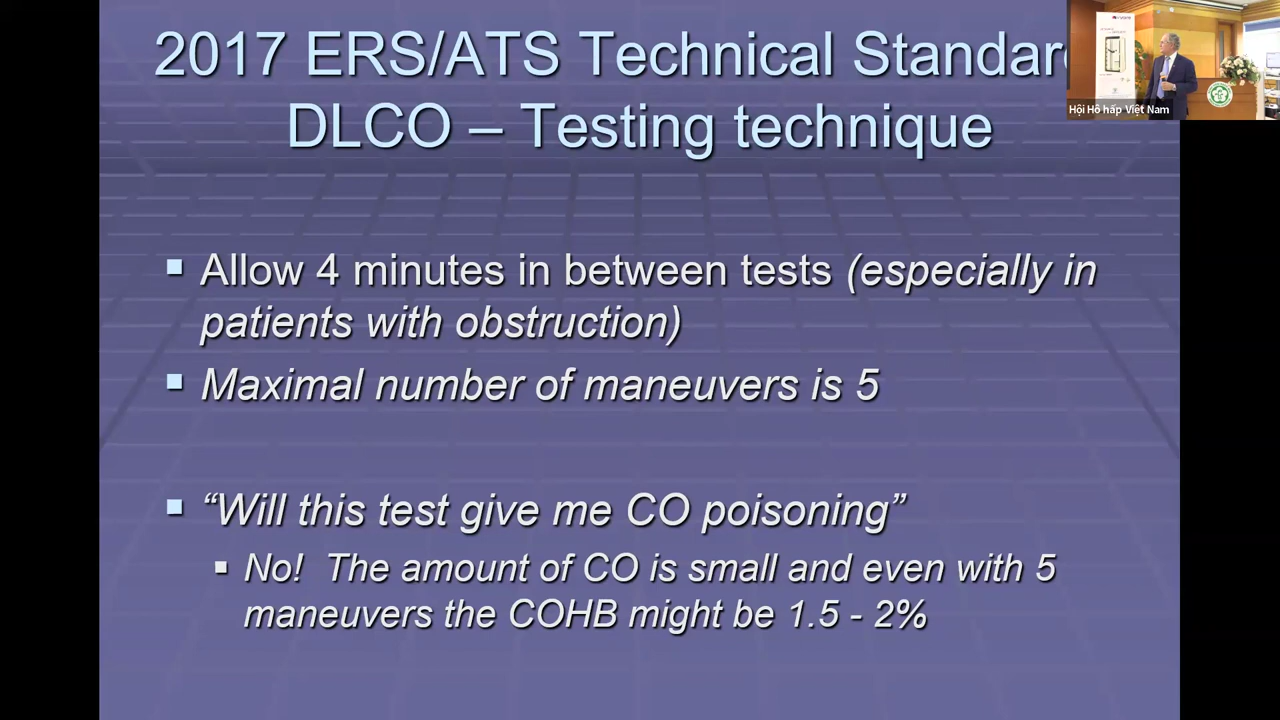 2017 ERS/ATS Technical Standar
DLCO – Testing technique
Hội Hô hấp Việt Nam
Allow 4 minutes in between tests (especially in
patients with obstruction)
Maximal number of maneuvers is 5
“Will this test give me CO poisoning”
No! The amount of CO is small and even with 5
maneuvers the COHB might be 1.5 - 2%